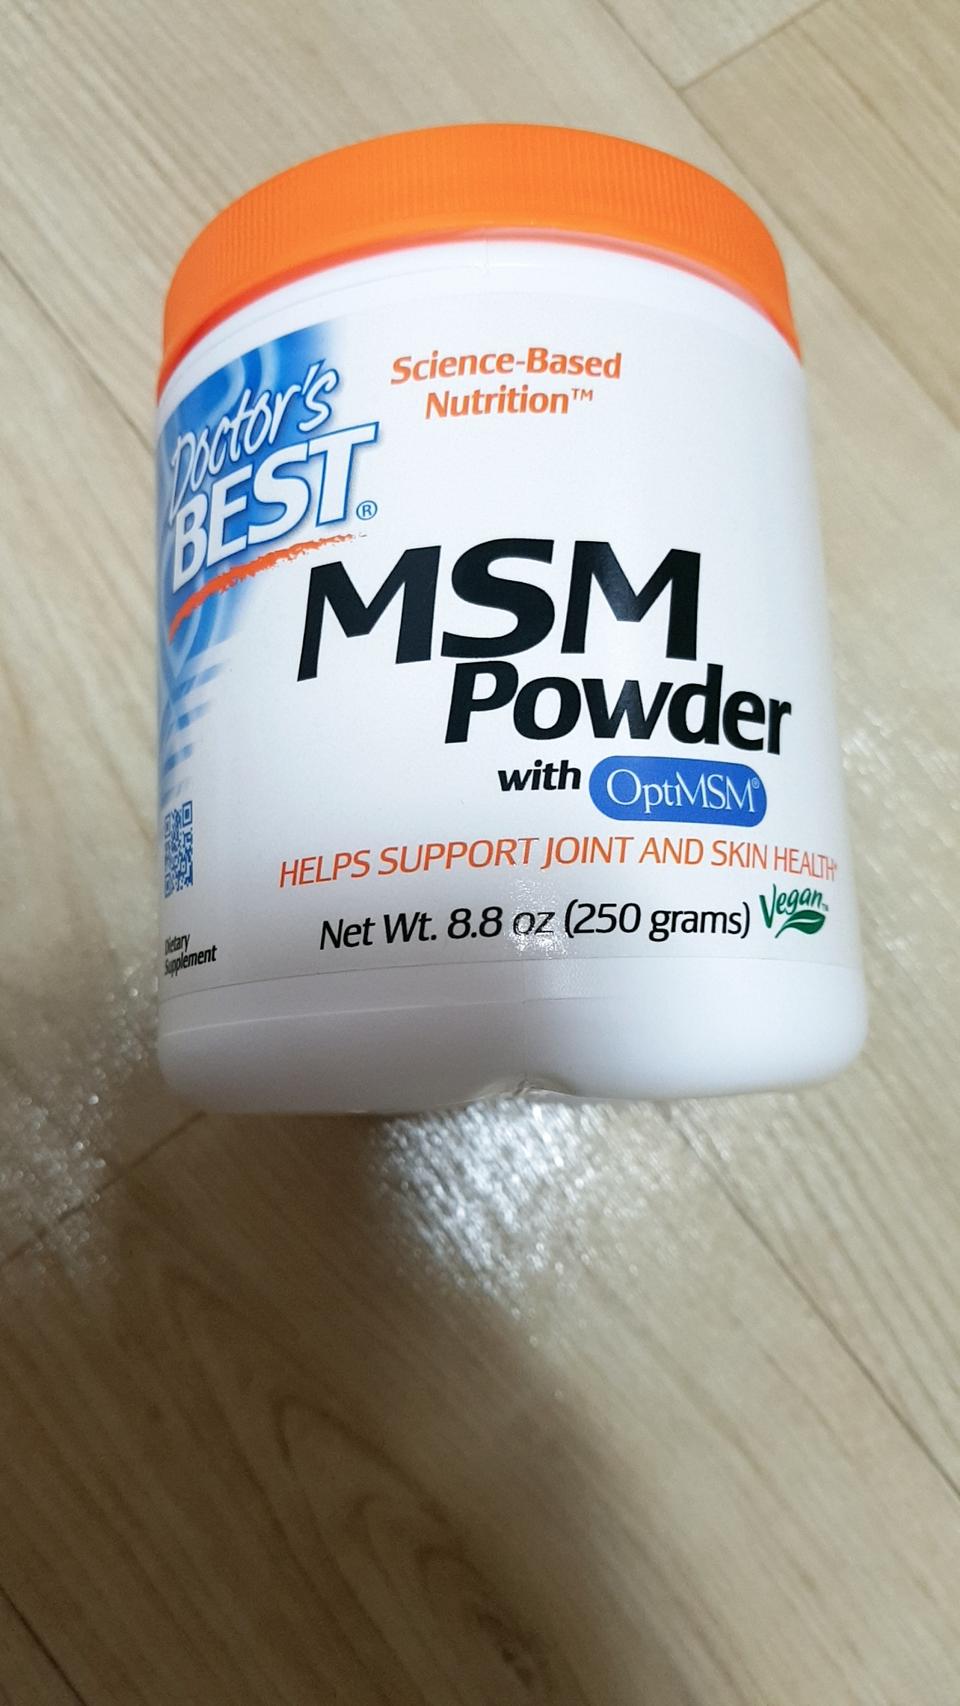 Science-Based
Nutrition™
Doctor's
BEST®
MSM
Powder
with OptiMSM®
HELPS SUPPORT JOINT AND SKIN HEALTH*
Net Wt. 8.8 oz (250 grams) Vegan™
Dietary
Supplement